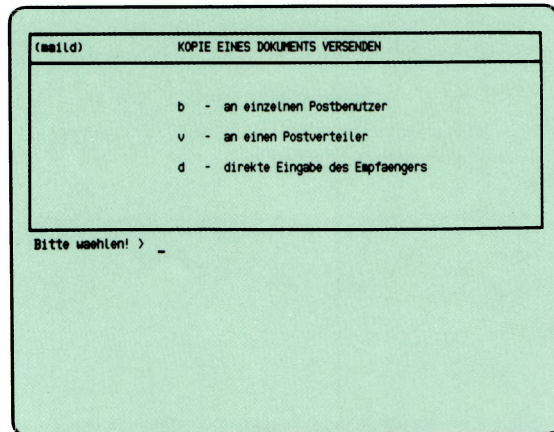 (maild) KOPIE EINES DOKUMENTS VERSENDEN
b - an einzelnen Postbenutzer
v - an einen Postverteiler
d - direkte Eingabe des Empfaengers
Bitte waehlen! > _